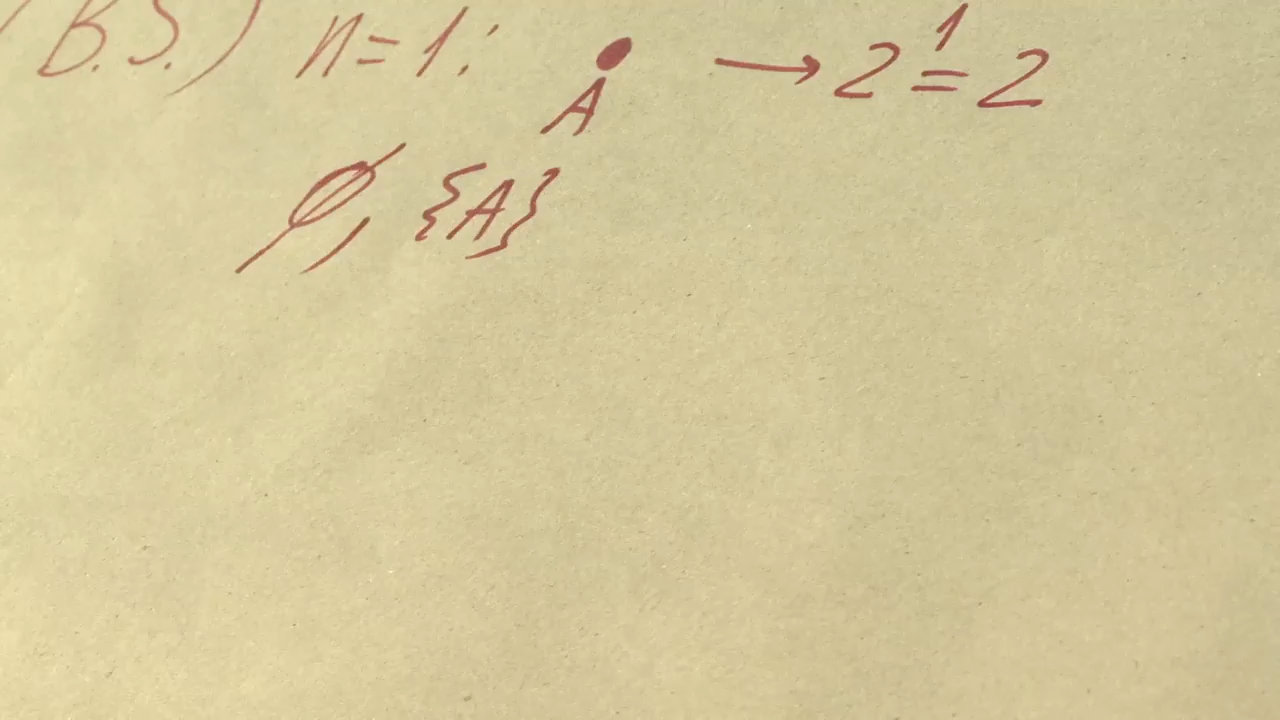 (B.S.) n=1: A → 2¹=2
∅, {A}